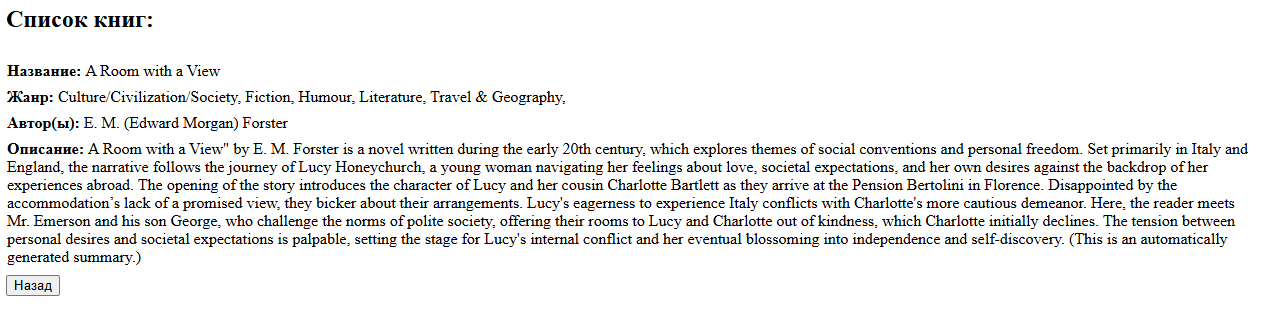 Список книг:
Название: A Room with a View
Жанр: Culture/Civilization/Society, Fiction, Humour, Literature, Travel & Geography,
Автор(ы): E. M. (Edward Morgan) Forster
Описание: A Room with a View" by E. M. Forster is a novel written during the early 20th century, which explores themes of social conventions and personal freedom. Set primarily in Italy and
England, the narrative follows the journey of Lucy Honeychurch, a young woman navigating her feelings about love, societal expectations, and her own desires against the backdrop of her
experiences abroad. The opening of the story introduces the character of Lucy and her cousin Charlotte Bartlett as they arrive at the Pension Bertolini in Florence. Disappointed by the
accommodation’s lack of a promised view, they bicker about their arrangements. Lucy's eagerness to experience Italy conflicts with Charlotte's more cautious demeanor. Here, the reader meets
Mr. Emerson and his son George, who challenge the norms of polite society, offering their rooms to Lucy and Charlotte out of kindness, which Charlotte initially declines. The tension between
personal desires and societal expectations is palpable, setting the stage for Lucy's internal conflict and her eventual blossoming into independence and self-discovery. (This is an automatically
generated summary.)
Назад